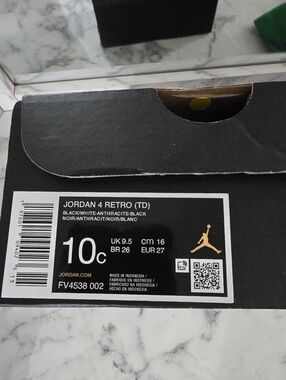 JORDAN 4 RETRO (TD)
BLACK/WHITE-ANTHRACITE-BLACK
NOIR/ANTHRACIT/NOIR/BLANC
10C
UK 9.5 cm 16
BR 26 EUR 27
JORDAN.COM
FV4538 002
MADE IN INDONESIA /
FABRIQUÉ EN INDONÉSIE /
FABRICADO NA INDONÉSIA /
HECHO EN INDONESIA